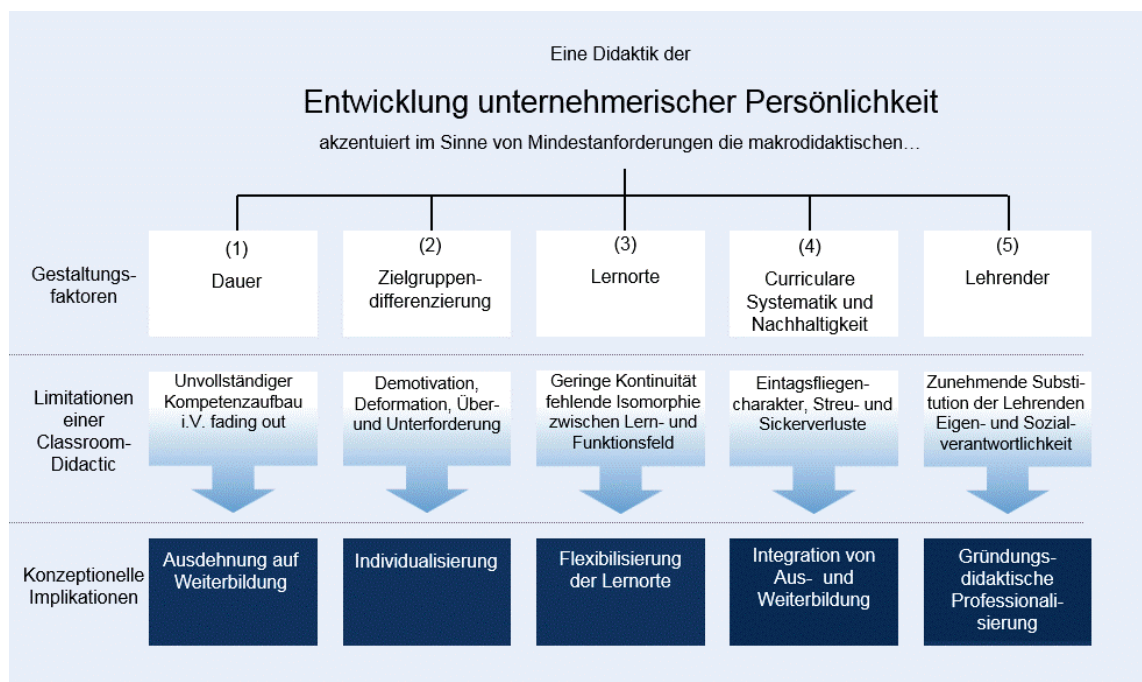 Eine Didaktik der
Entwicklung unternehmerischer Persönlichkeit
akzentuiert im Sinne von Mindestanforderungen die makrodidaktischen…
Gestaltungs-
faktoren
(1)
Dauer
(2)
Zielgruppen-
differenzierung
(3)
Lernorte
(4)
Curriculare
Systematik und
Nachhaltigkeit
(5)
Lehrender
Limitationen
einer
Classroom-
Didactic
Unvollständiger
Kompetenzaufbau
i.V. fading out
Demotivation,
Deformation, Über-
und Unterforderung
Geringe Kontinuität
fehlende Isomorphie
zwischen Lern- und
Funktionsfeld
Eintagsfliegen-
charakter, Streu- und
Sickerverluste
Zunehmende Substi-
tution der Lehrenden
Eigen- und Sozial-
verantwortlichkeit
Konzeptionelle
Implikationen
Ausdehnung auf
Weiterbildung
Individualisierung
Flexibilisierung
der Lernorte
Integration von
Aus- und
Weiterbildung
Gründungs-
didaktische
Professionali-
sierung